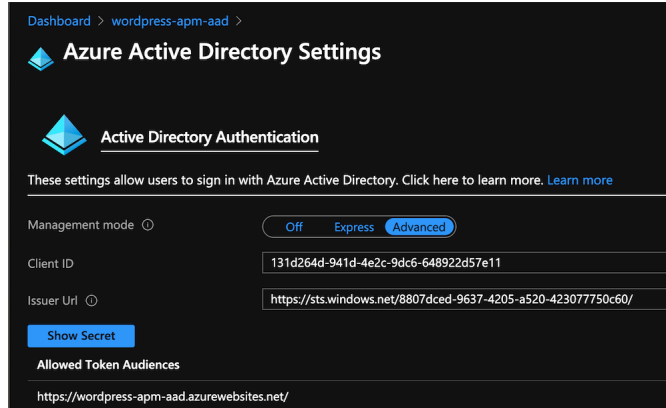 Dashboard > wordpress-apm-aad >
Azure Active Directory Settings
Active Directory Authentication
These settings allow users to sign in with Azure Active Directory. Click here to learn more. Learn more
Management mode Off Express Advanced
Client ID 131d264d-941d-4e2c-9dc6-648922d57e11
Issuer Url https://sts.windows.net/8807dced-9637-4205-a520-423077750c60/
Show Secret
Allowed Token Audiences
https://wordpress-apm-aad.azurewebsites.net/